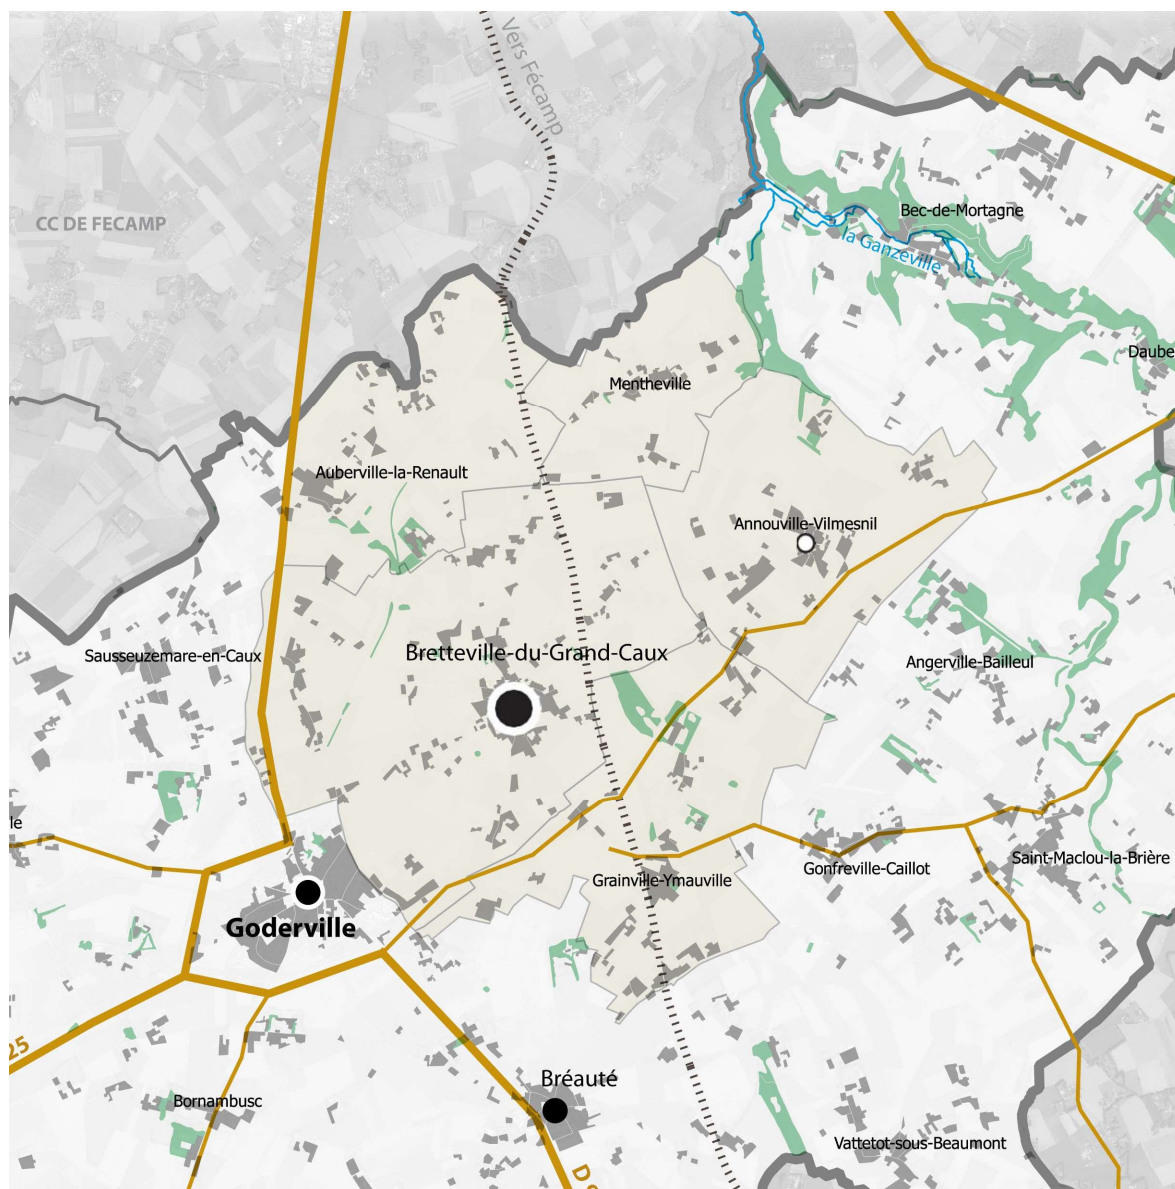 Vers Fécamp
CC DE FECAMP
Bec-de-Mortagne
la Ganzeville
Daube
Mentheville
Auberville-la-Renault
Annouville-Vilmesnil
Sausseuzemare-en-Caux
Bretteville-du-Grand-Caux
Angerville-Bailleul
le
Grainville-Ymauville
Gonfreville-Caillot
Saint-Maclou-la-Brière
Goderville
25
Bréauté
Bornambusc
Vattetot-sous-Beaumont
D